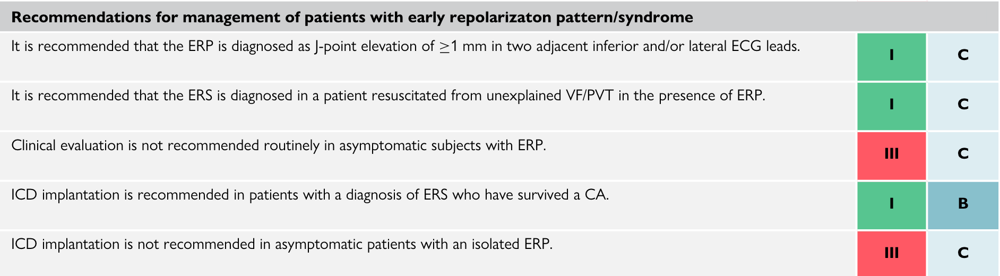 Recommendations for management of patients with early repolarizaton pattern/syndrome
It is recommended that the ERP is diagnosed as J-point elevation of ≥1 mm in two adjacent inferior and/or lateral ECG leads.
I
C
It is recommended that the ERS is diagnosed in a patient resuscitated from unexplained VF/PVT in the presence of ERP.
I
C
Clinical evaluation is not recommended routinely in asymptomatic subjects with ERP.
III
C
ICD implantation is recommended in patients with a diagnosis of ERS who have survived a CA.
I
B
ICD implantation is not recommended in asymptomatic patients with an isolated ERP.
III
C